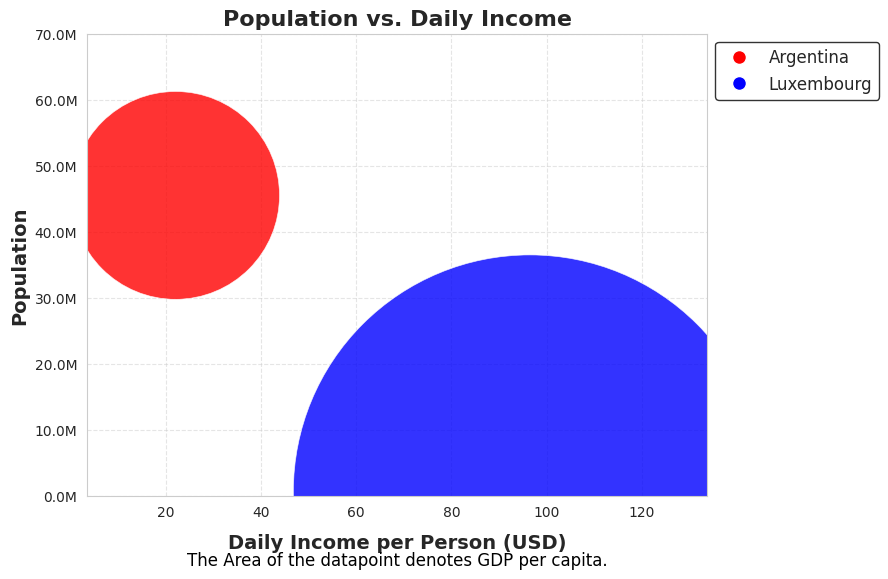 Population vs. Daily Income
70.0M
60.0M
50.0M
40.0M
30.0M
20.0M
10.0M
0.0M
Population
20 40 60 80 100 120
Daily Income per Person (USD)
The Area of the datapoint denotes GDP per capita.
Argentina
Luxembourg